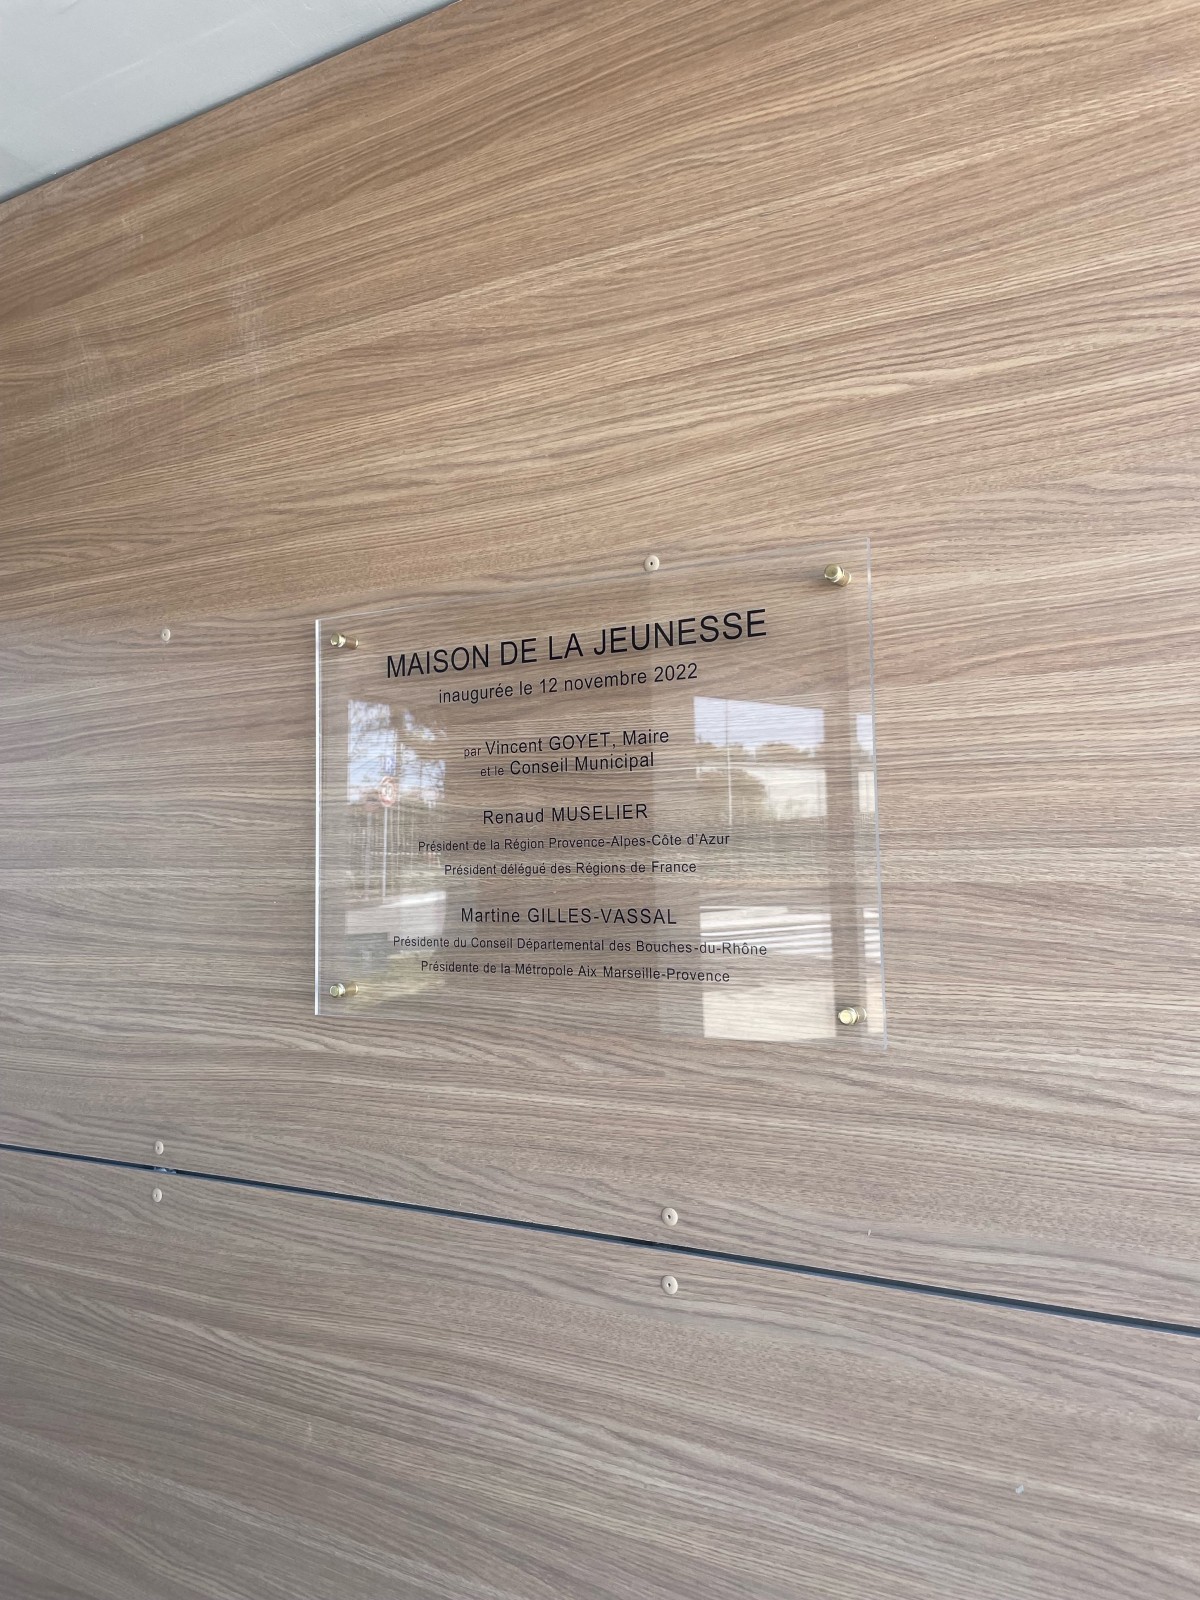 MAISON DE LA JEUNESSE
inaugurée le 12 novembre 2022
par Vincent GOYET, Maire
et le Conseil Municipal
Renaud MUSELIER
Président de la Région Provence-Alpes-Côte d'Azur
Président délégué des Régions de France
Martine GILLES-VASSAL
Présidente du Conseil Départemental des Bouches-du-Rhône
Présidente de la Métropole Aix Marseille-Provence